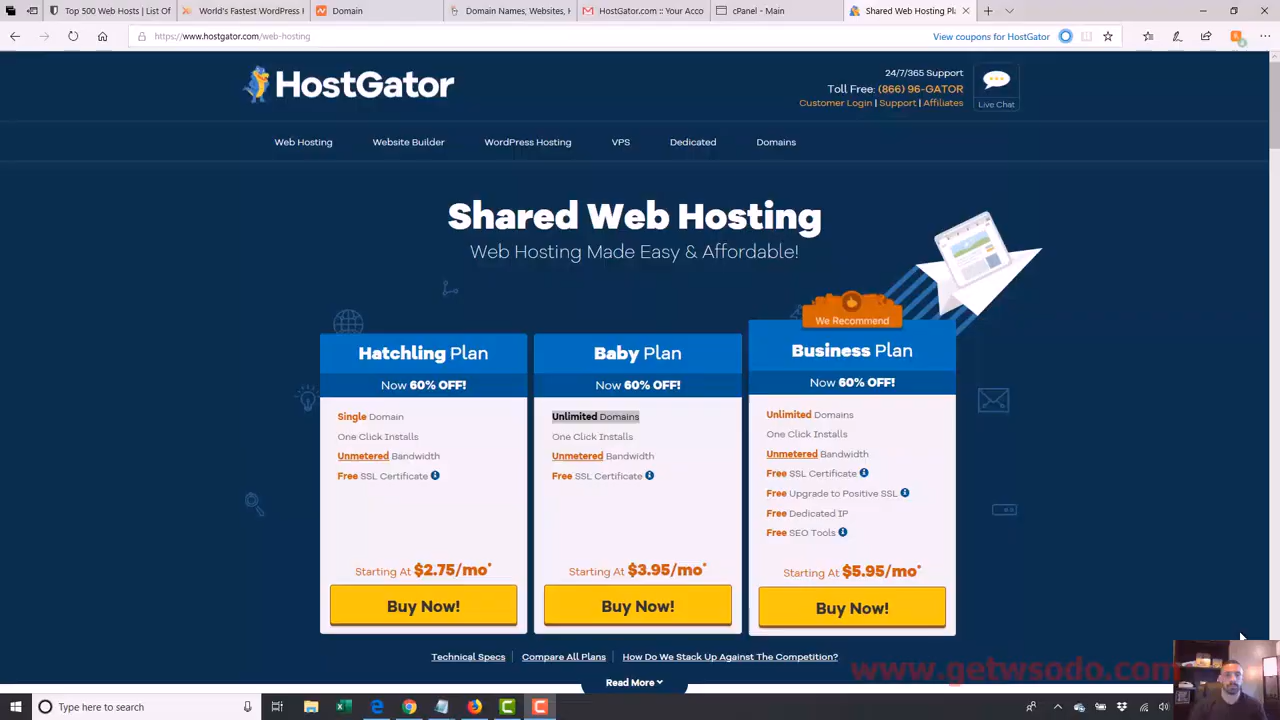 Top 500 Web Hosts | List Of
World's Fastest WordPress H
Domain
Domain Names, Websites, H
HostGator.com :: Your Acco
cPanel - Main
Shared Web Hosting Pla
https://www.hostgator.com/web-hosting
View coupons for HostGator
HostGator
24/7/365 Support
Toll Free: (866) 96-GATOR
Customer Login | Support | Affiliates
Live Chat
Web Hosting Website Builder WordPress Hosting VPS Dedicated Domains
Shared Web Hosting
Web Hosting Made Easy & Affordable!
Hatchling Plan
Now 60% OFF!
Single Domain
One Click Installs
Unmetered Bandwidth
Free SSL Certificate
Starting At $2.75/mo*
Buy Now!
Baby Plan
Now 60% OFF!
Unlimited Domains
One Click Installs
Unmetered Bandwidth
Free SSL Certificate
Starting At $3.95/mo*
Buy Now!
We Recommend
Business Plan
Now 60% OFF!
Unlimited Domains
One Click Installs
Unmetered Bandwidth
Free SSL Certificate
Free Upgrade to Positive SSL
Free Dedicated IP
Free SEO Tools
Starting At $5.95/mo*
Buy Now!
Technical Specs | Compare All Plans | How Do We Stack Up Against The Competition?
Read More
www.getwsodo.com
Type here to search